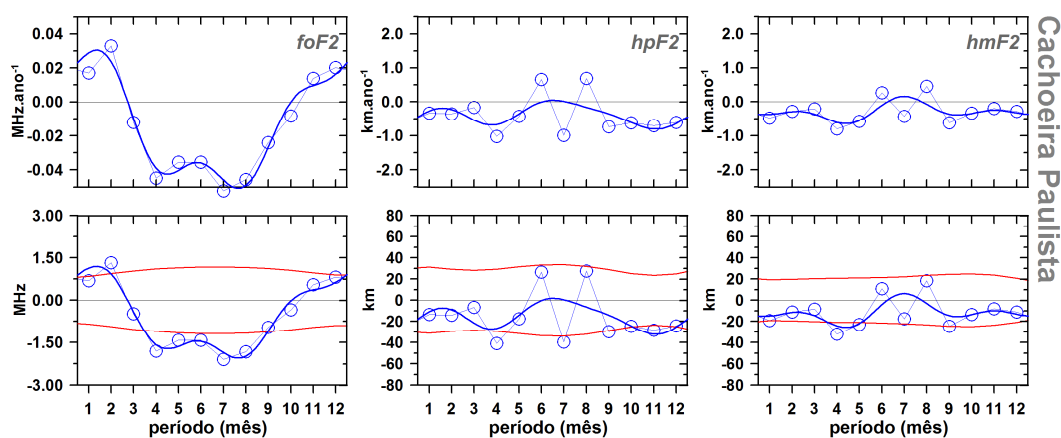 foF2
hpF2
hmF2
Cachoeira Paulista
MHz.ano⁻¹
0.04
0.02
0.00
-0.02
-0.04
km.ano⁻¹
2.0
1.0
0.0
-1.0
-2.0
km.ano⁻¹
2.0
1.0
0.0
-1.0
-2.0
MHz
3.00
1.50
0.00
-1.50
-3.00
km
80
60
40
20
0
-20
-40
-60
-80
km
80
60
40
20
0
-20
-40
-60
-80
1 2 3 4 5 6 7 8 9 10 11 12
1 2 3 4 5 6 7 8 9 10 11 12
1 2 3 4 5 6 7 8 9 10 11 12
período (mês)
período (mês)
período (mês)